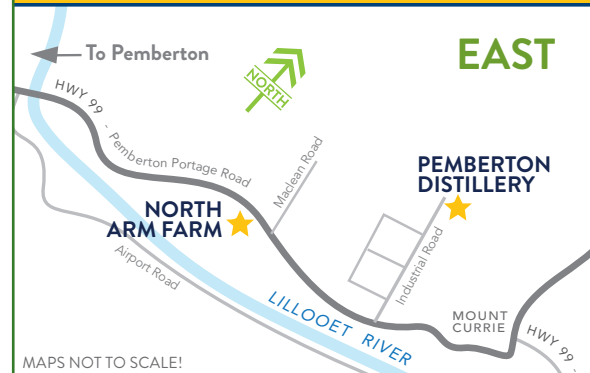 To Pemberton
EAST
NORTH
HWY 99 - Pemberton Portage Road
Maclean Road
PEMBERTON
DISTILLERY
NORTH
ARM FARM
Airport Road
Industrial Road
LILLOOET RIVER
MOUNT
CURRIE
HWY 99 -
MAPS NOT TO SCALE!